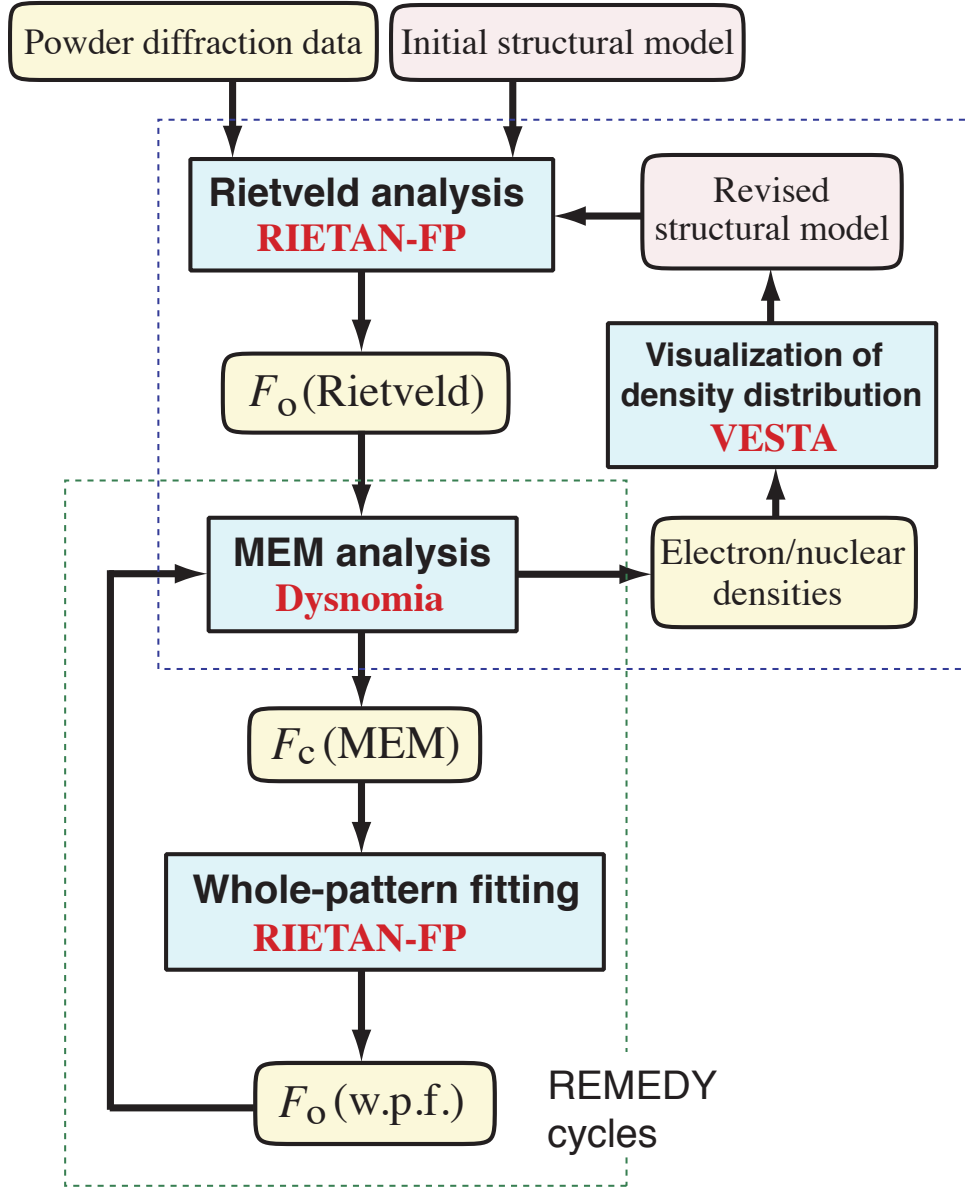 Powder diffraction data
Initial structural model
Rietveld analysis
RIETAN-FP
Revised
structural model
Fo (Rietveld)
Visualization of
density distribution
VESTA
MEM analysis
Dysnomia
Electron/nuclear
densities
Fc (MEM)
Whole-pattern fitting
RIETAN-FP
Fo (w.p.f.)
REMEDY
cycles